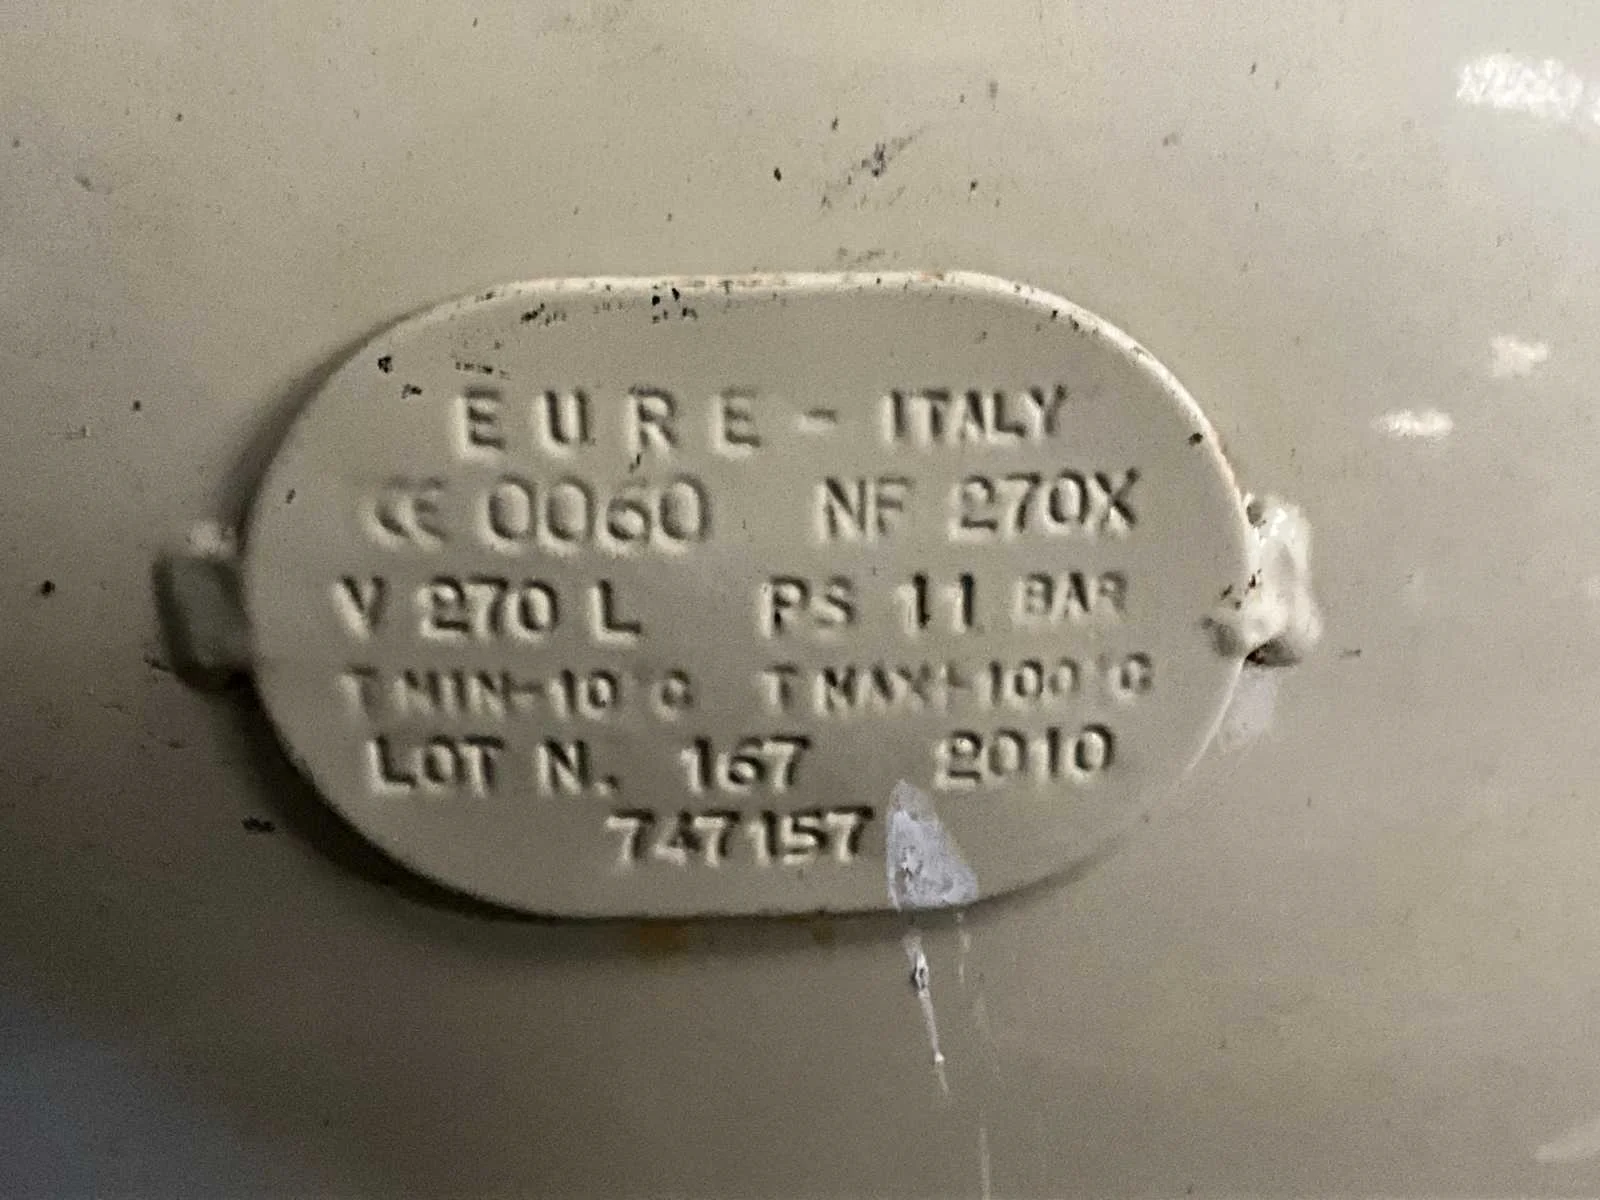 EURE - ITALY
CE 0060 NF 270X
V 270 L PS 11 BAR
T MIN-10°C T MAX+100°C
LOT N. 167 2010
747157